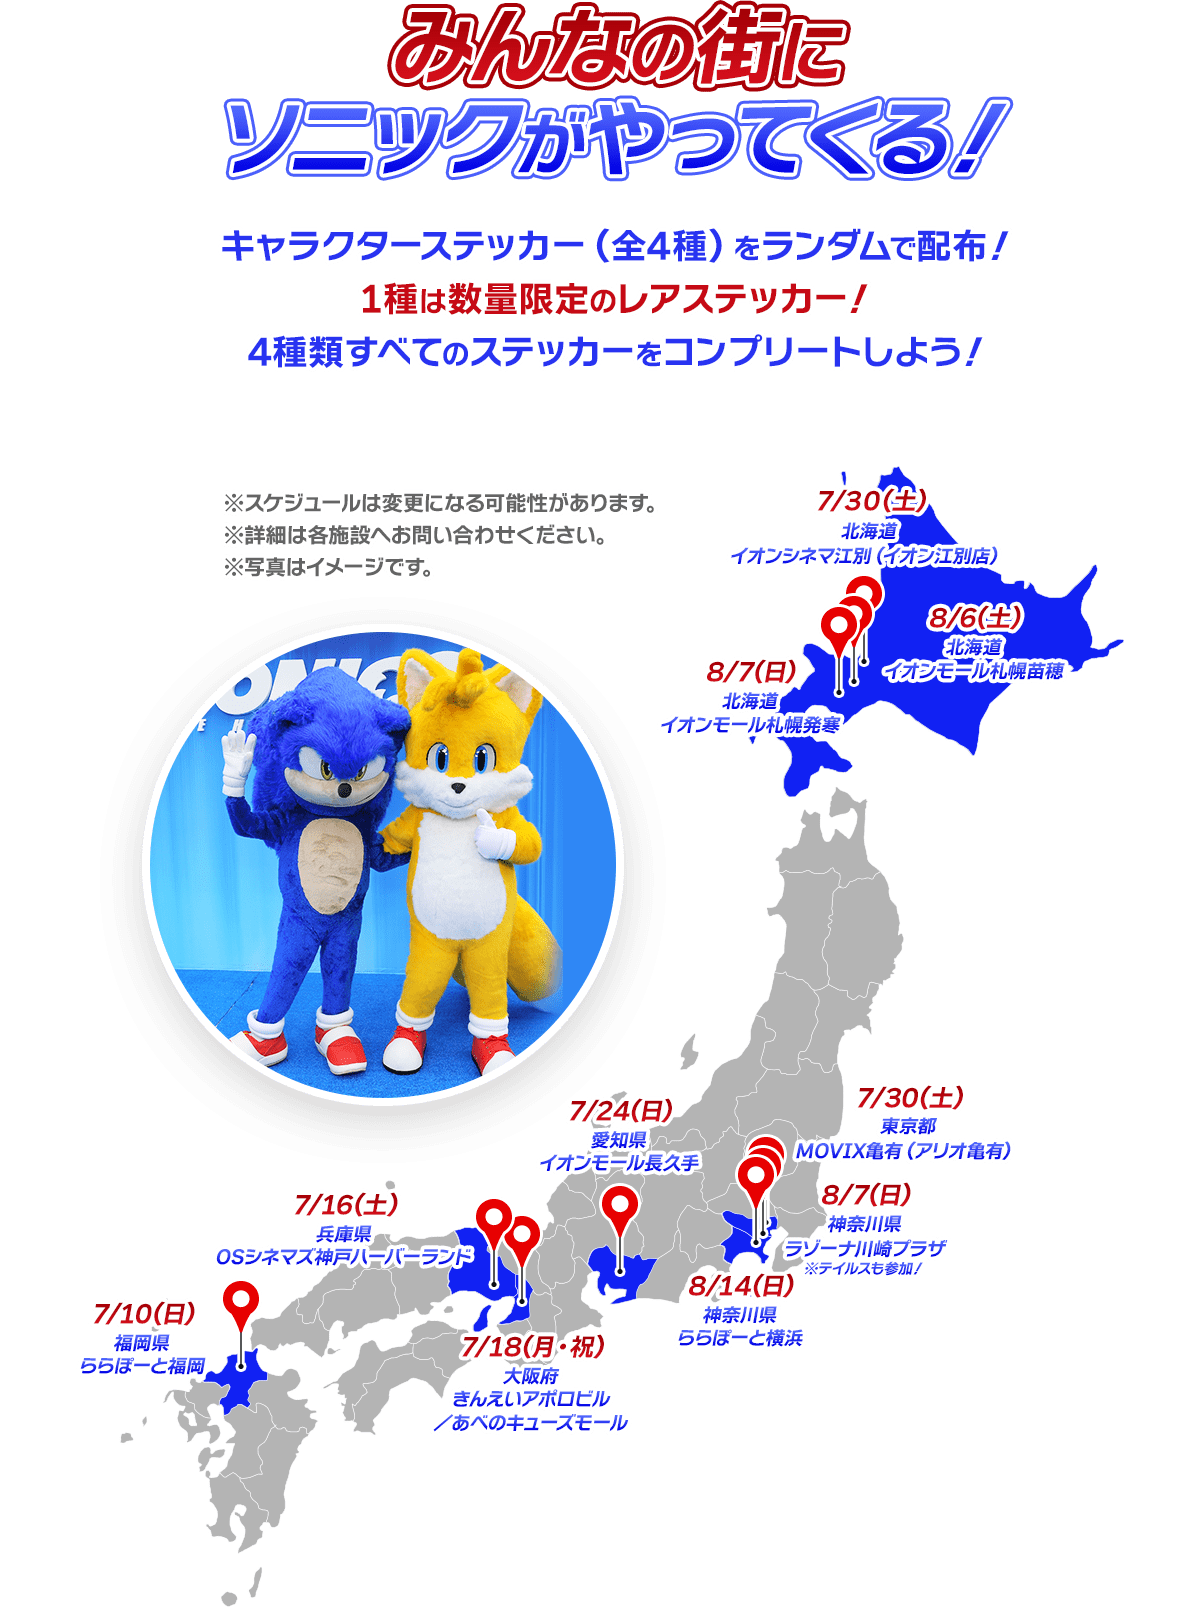 みんなの街に
ソニックがやってくる！
キャラクターステッカー（全4種）をランダムで配布！
1種は数量限定のレアステッカー！
4種類すべてのステッカーをコンプリートしよう！
※スケジュールは変更になる可能性があります。
※詳細は各施設へお問い合わせください。
※写真はイメージです。
7/30(土)
北海道
イオンシネマ江別（イオン江別店）
8/6(土)
北海道
イオンモール札幌苗穂
8/7(日)
北海道
イオンモール札幌発寒
7/30(土)
東京都
MOVIX亀有（アリオ亀有）
7/24(日)
愛知県
イオンモール長久手
8/7(日)
神奈川県
ラゾーナ川崎プラザ
※テイルスも参加！
7/16(土)
兵庫県
OSシネマズ神戸ハーバーランド
8/14(日)
神奈川県
ららぽーと横浜
7/10(日)
福岡県
ららぽーと福岡
7/18(月・祝)
大阪府
きんえいアポロビル
／あべのキューズモール